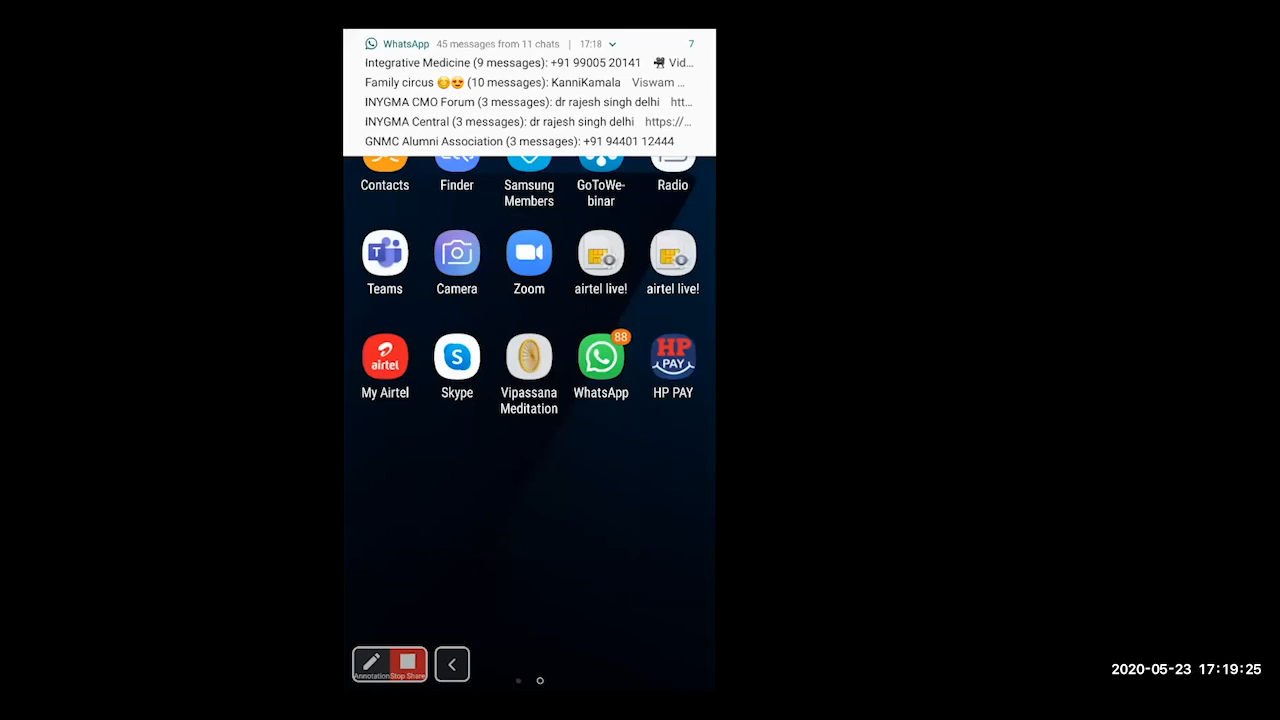 WhatsApp 45 messages from 11 chats | 17:18 7
Integrative Medicine (9 messages): +91 99005 20141 🎥 Vid...
Family circus 😊😍 (10 messages): KanniKamala Viswam ...
INYGMA CMO Forum (3 messages): dr rajesh singh delhi htt...
INYGMA Central (3 messages): dr rajesh singh delhi https://...
GNMC Alumni Association (3 messages): +91 94401 12444
Contacts Finder Samsung Members GoToWe-binar Radio
T
Teams Camera Zoom airtel live! airtel live!
airtel S 88 HP PAY
My Airtel Skype Vipassana Meditation WhatsApp HP PAY
Annotation Stop Share
2020-05-23 17:19:25